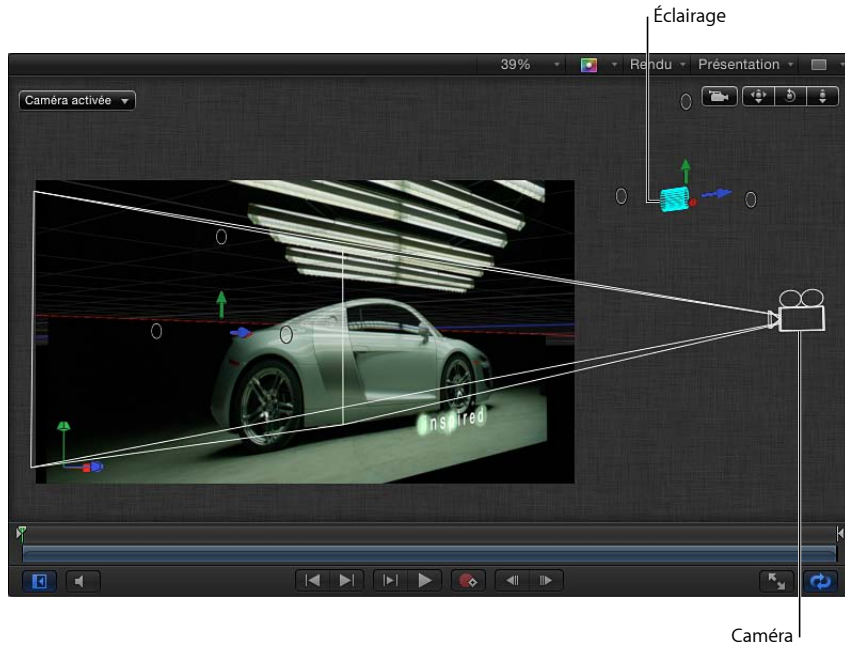 Éclairage
39%
Rendu
Présentation
Caméra activée
Inspired
Caméra